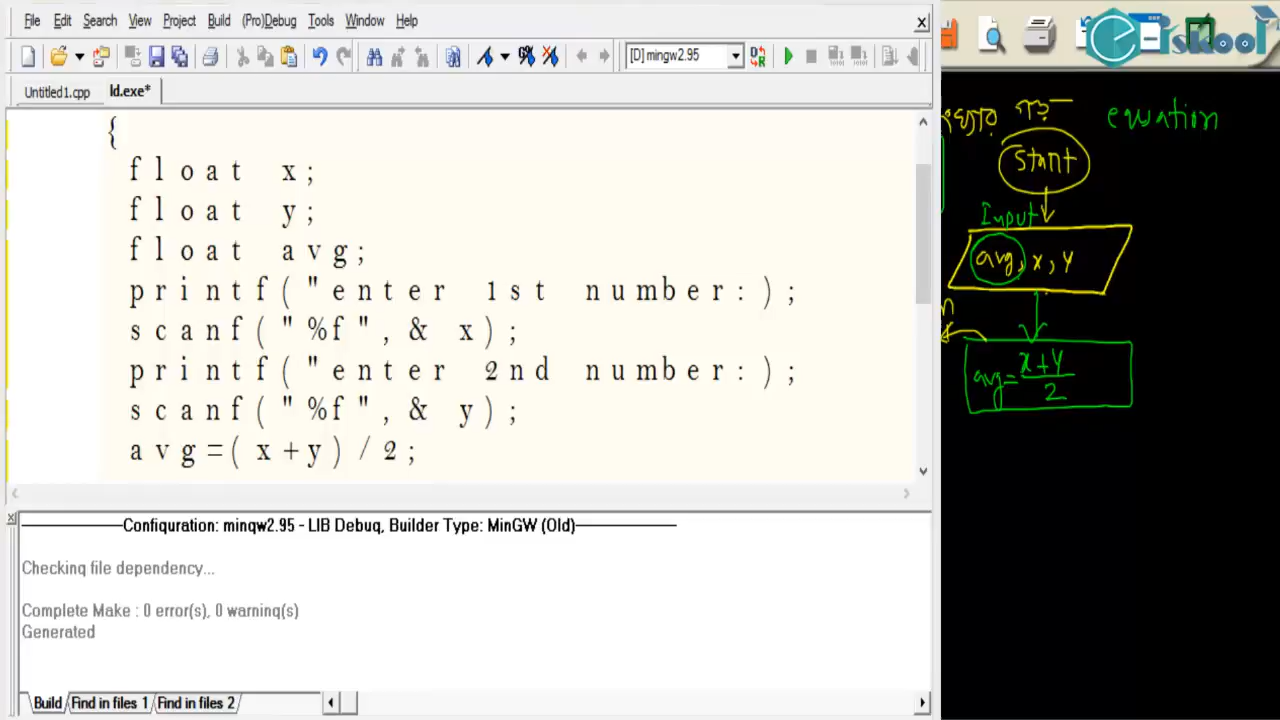 File Edit Search View Project Build (Pro)Debug Tools Window Help
[D] mingw2.95
Untitled1.cpp ld.exe*
{
float x;
float y;
float avg;
printf("enter 1st number:);
scanf("%f",& x);
printf("enter 2nd number:);
scanf("%f",& y);
avg=(x+y)/2;
Configuration: mingw2.95 - LIB Debug, Builder Type: MinGW (Old)
Checking file dependency...
Complete Make : 0 error(s), 0 warning(s)
Generated
Build Find in files 1 Find in files 2
e-iskool
equation
Start
Input
avg, x, y
avg = x+y
2